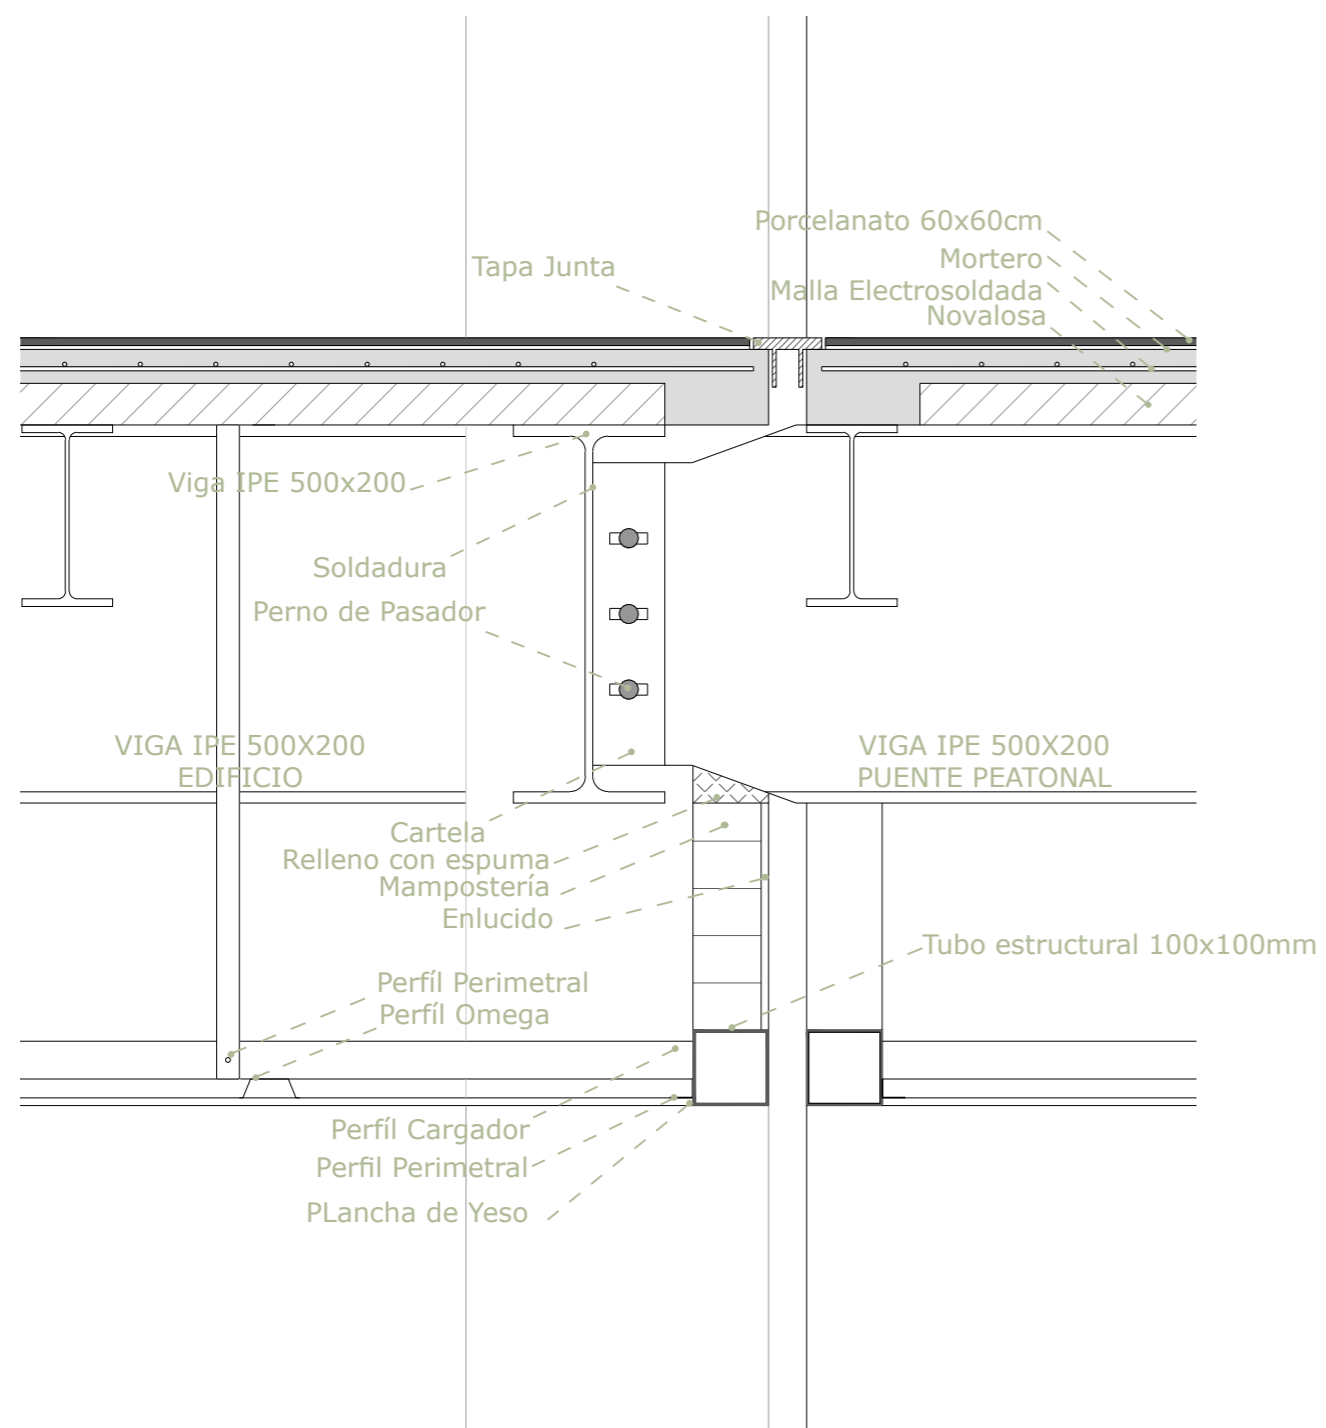 Porcelanato 60x60cm
Mortero
Tapa Junta
Malla Electrosoldada
Novalosa
Viga IPE 500x200
Soldadura
Perno de Pasador
VIGA IPE 500X200
EDIFICIO
VIGA IPE 500X200
PUENTE PEATONAL
Cartela
Relleno con espuma
Mampostería
Enlucido
Tubo estructural 100x100mm
Perfíl Perimetral
Perfíl Omega
Perfíl Cargador
Perfil Perimetral
PLancha de Yeso